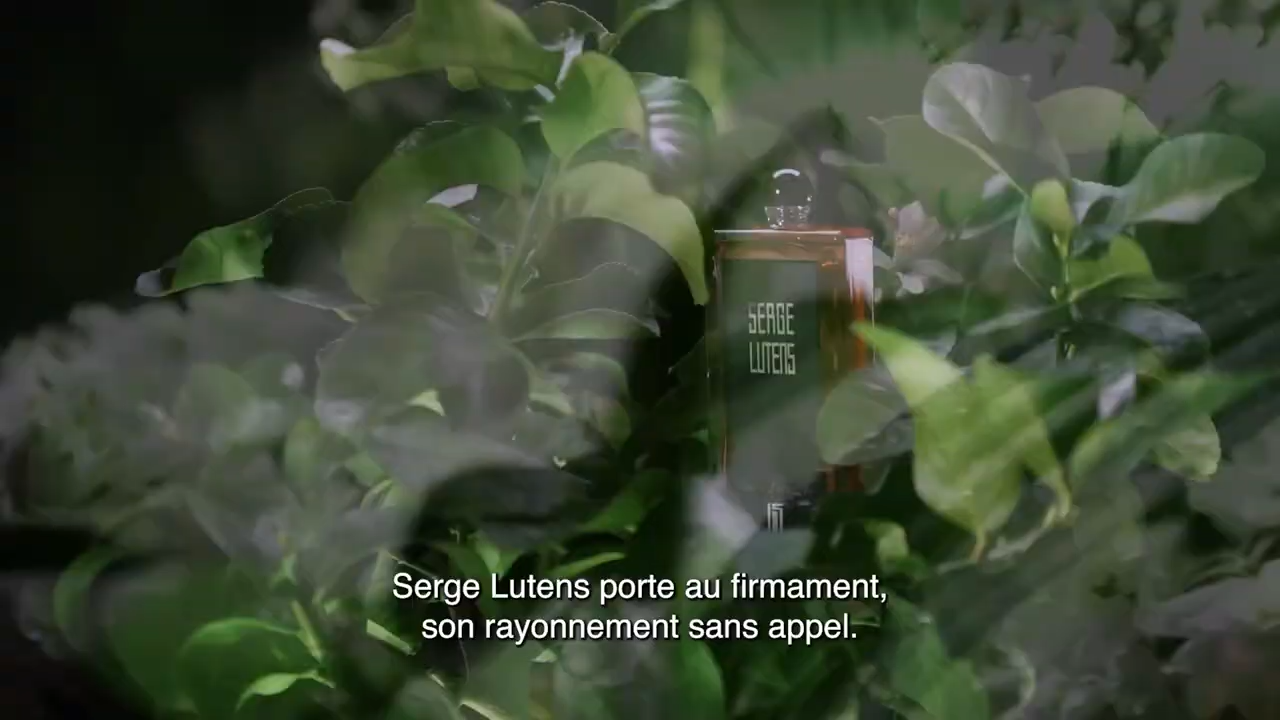 SERGE
LUTENS
Serge Lutens porte au firmament,
son rayonnement sans appel.